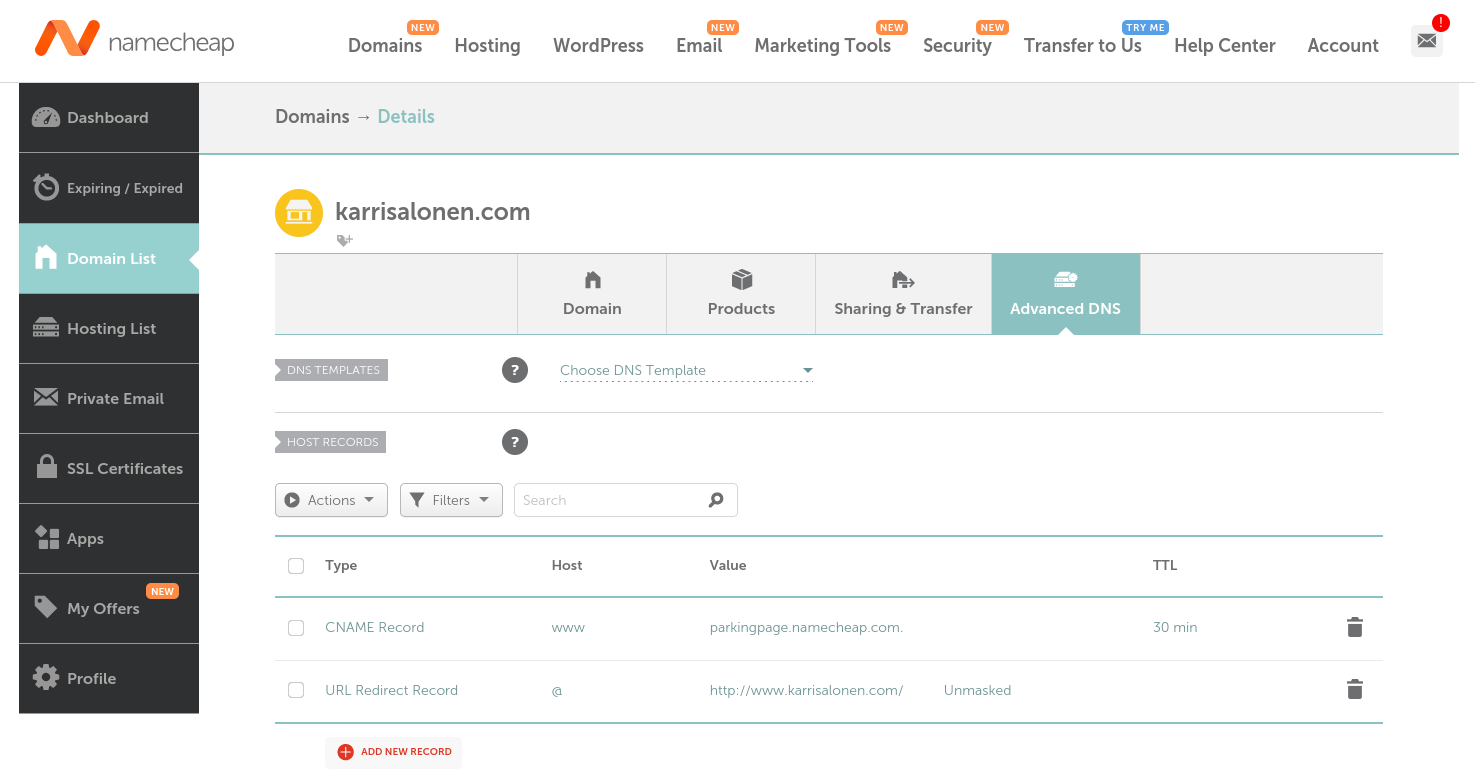 namecheap
Domains NEW
Hosting
WordPress
Email NEW
Marketing Tools NEW
Security NEW
Transfer to Us TRY ME
Help Center
Account
!
Dashboard
Expiring / Expired
Domain List
Hosting List
Private Email
SSL Certificates
Apps
My Offers NEW
Profile
Domains → Details
karrisalonen.com
Domain
Products
Sharing & Transfer
Advanced DNS
DNS TEMPLATES ? Choose DNS Template
HOST RECORDS ?
Actions Filters Search
Type Host Value TTL
CNAME Record www parkingpage.namecheap.com. 30 min
URL Redirect Record @ http://www.karrisalonen.com/ Unmasked
ADD NEW RECORD